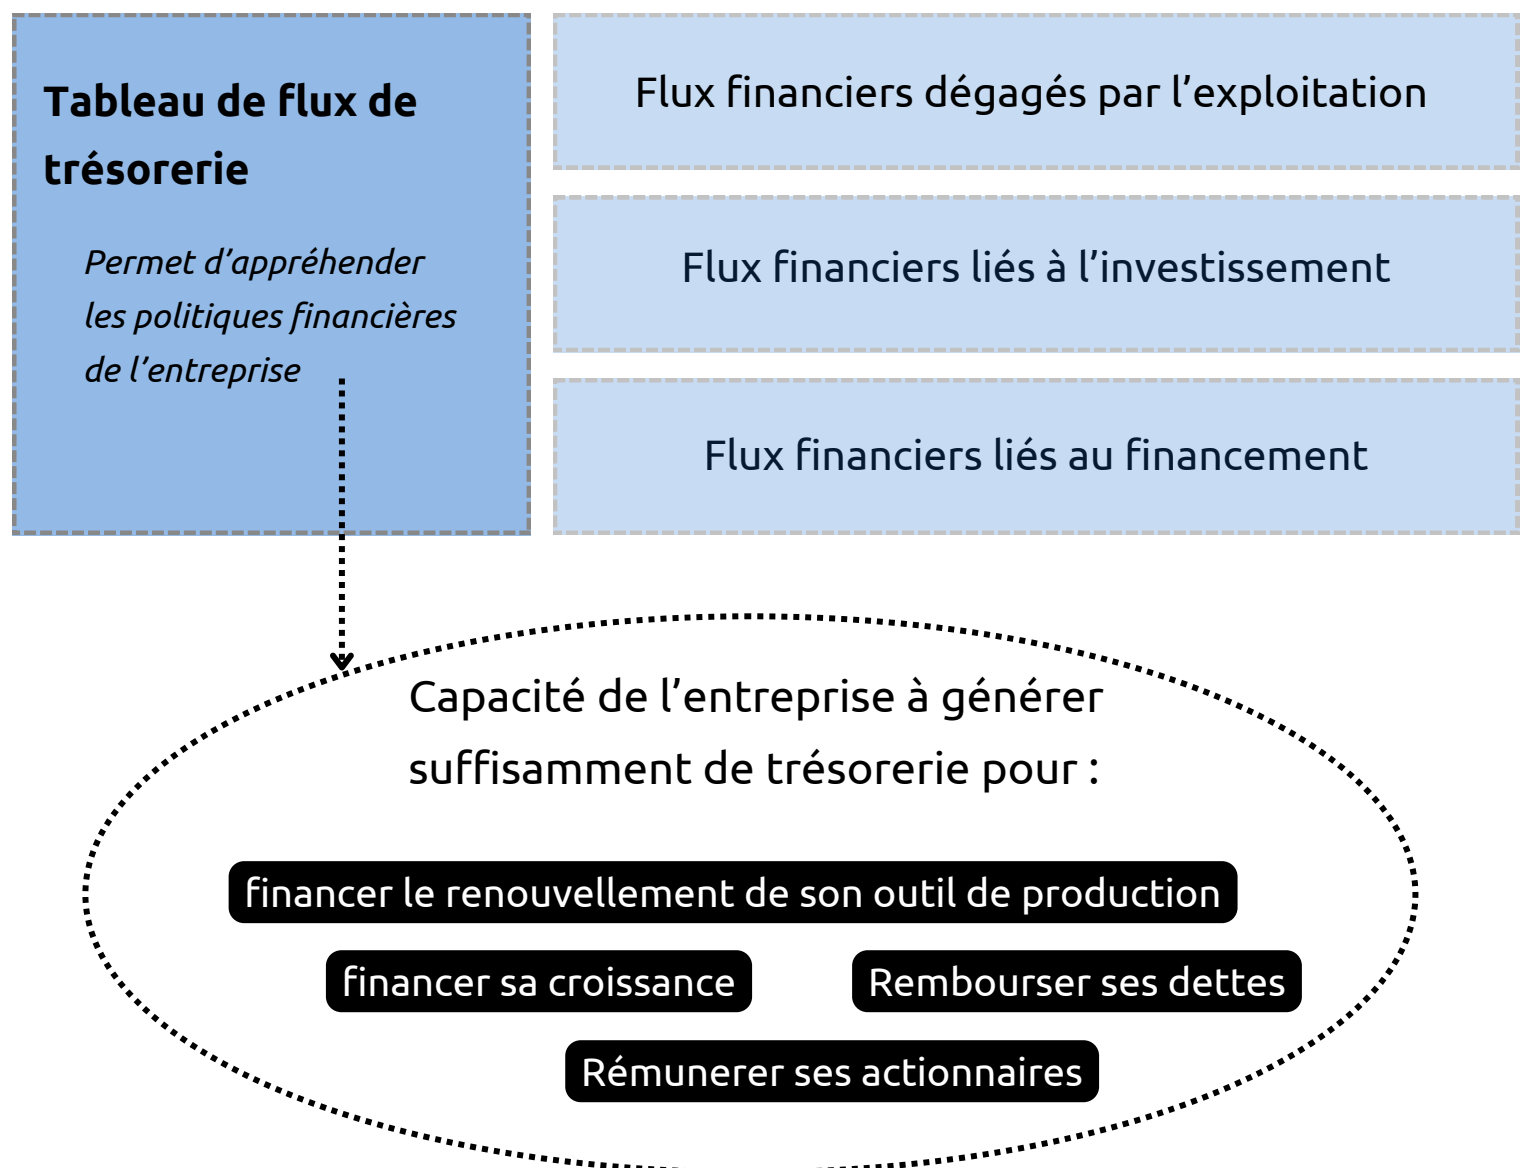 Tableau de flux de
trésorerie
Permet d’appréhender
les politiques financières
de l’entreprise
Flux financiers dégagés par l’exploitation
Flux financiers liés à l’investissement
Flux financiers liés au financement
Capacité de l’entreprise à générer
suffisamment de trésorerie pour :
financer le renouvellement de son outil de production
financer sa croissance
Rembourser ses dettes
Rémunerer ses actionnaires